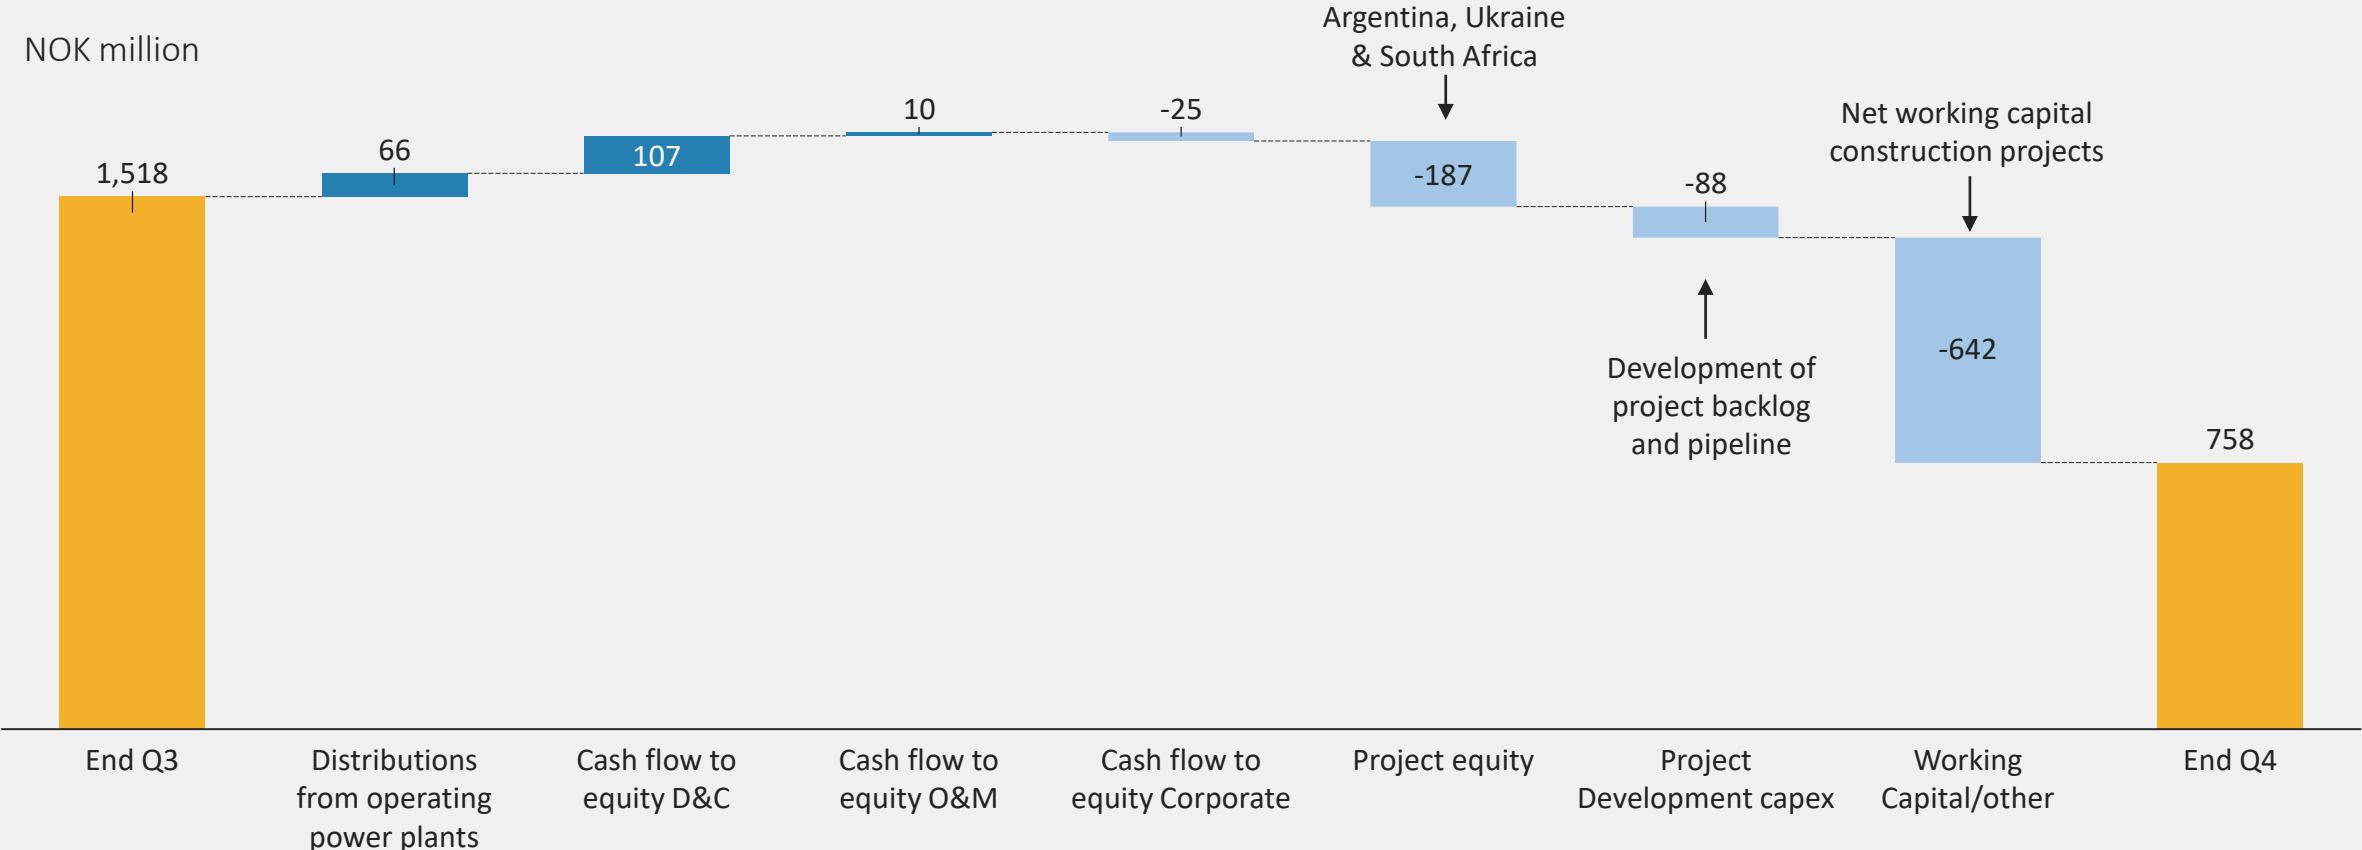 NOK million
Argentina, Ukraine
& South Africa
Net working capital
construction projects
1,518
66
107
10
-25
-187
-88
-642
758
Development of
project backlog
and pipeline
End Q3
Distributions
from operating
power plants
Cash flow to
equity D&C
Cash flow to
equity O&M
Cash flow to
equity Corporate
Project equity
Project
Development capex
Working
Capital/other
End Q4